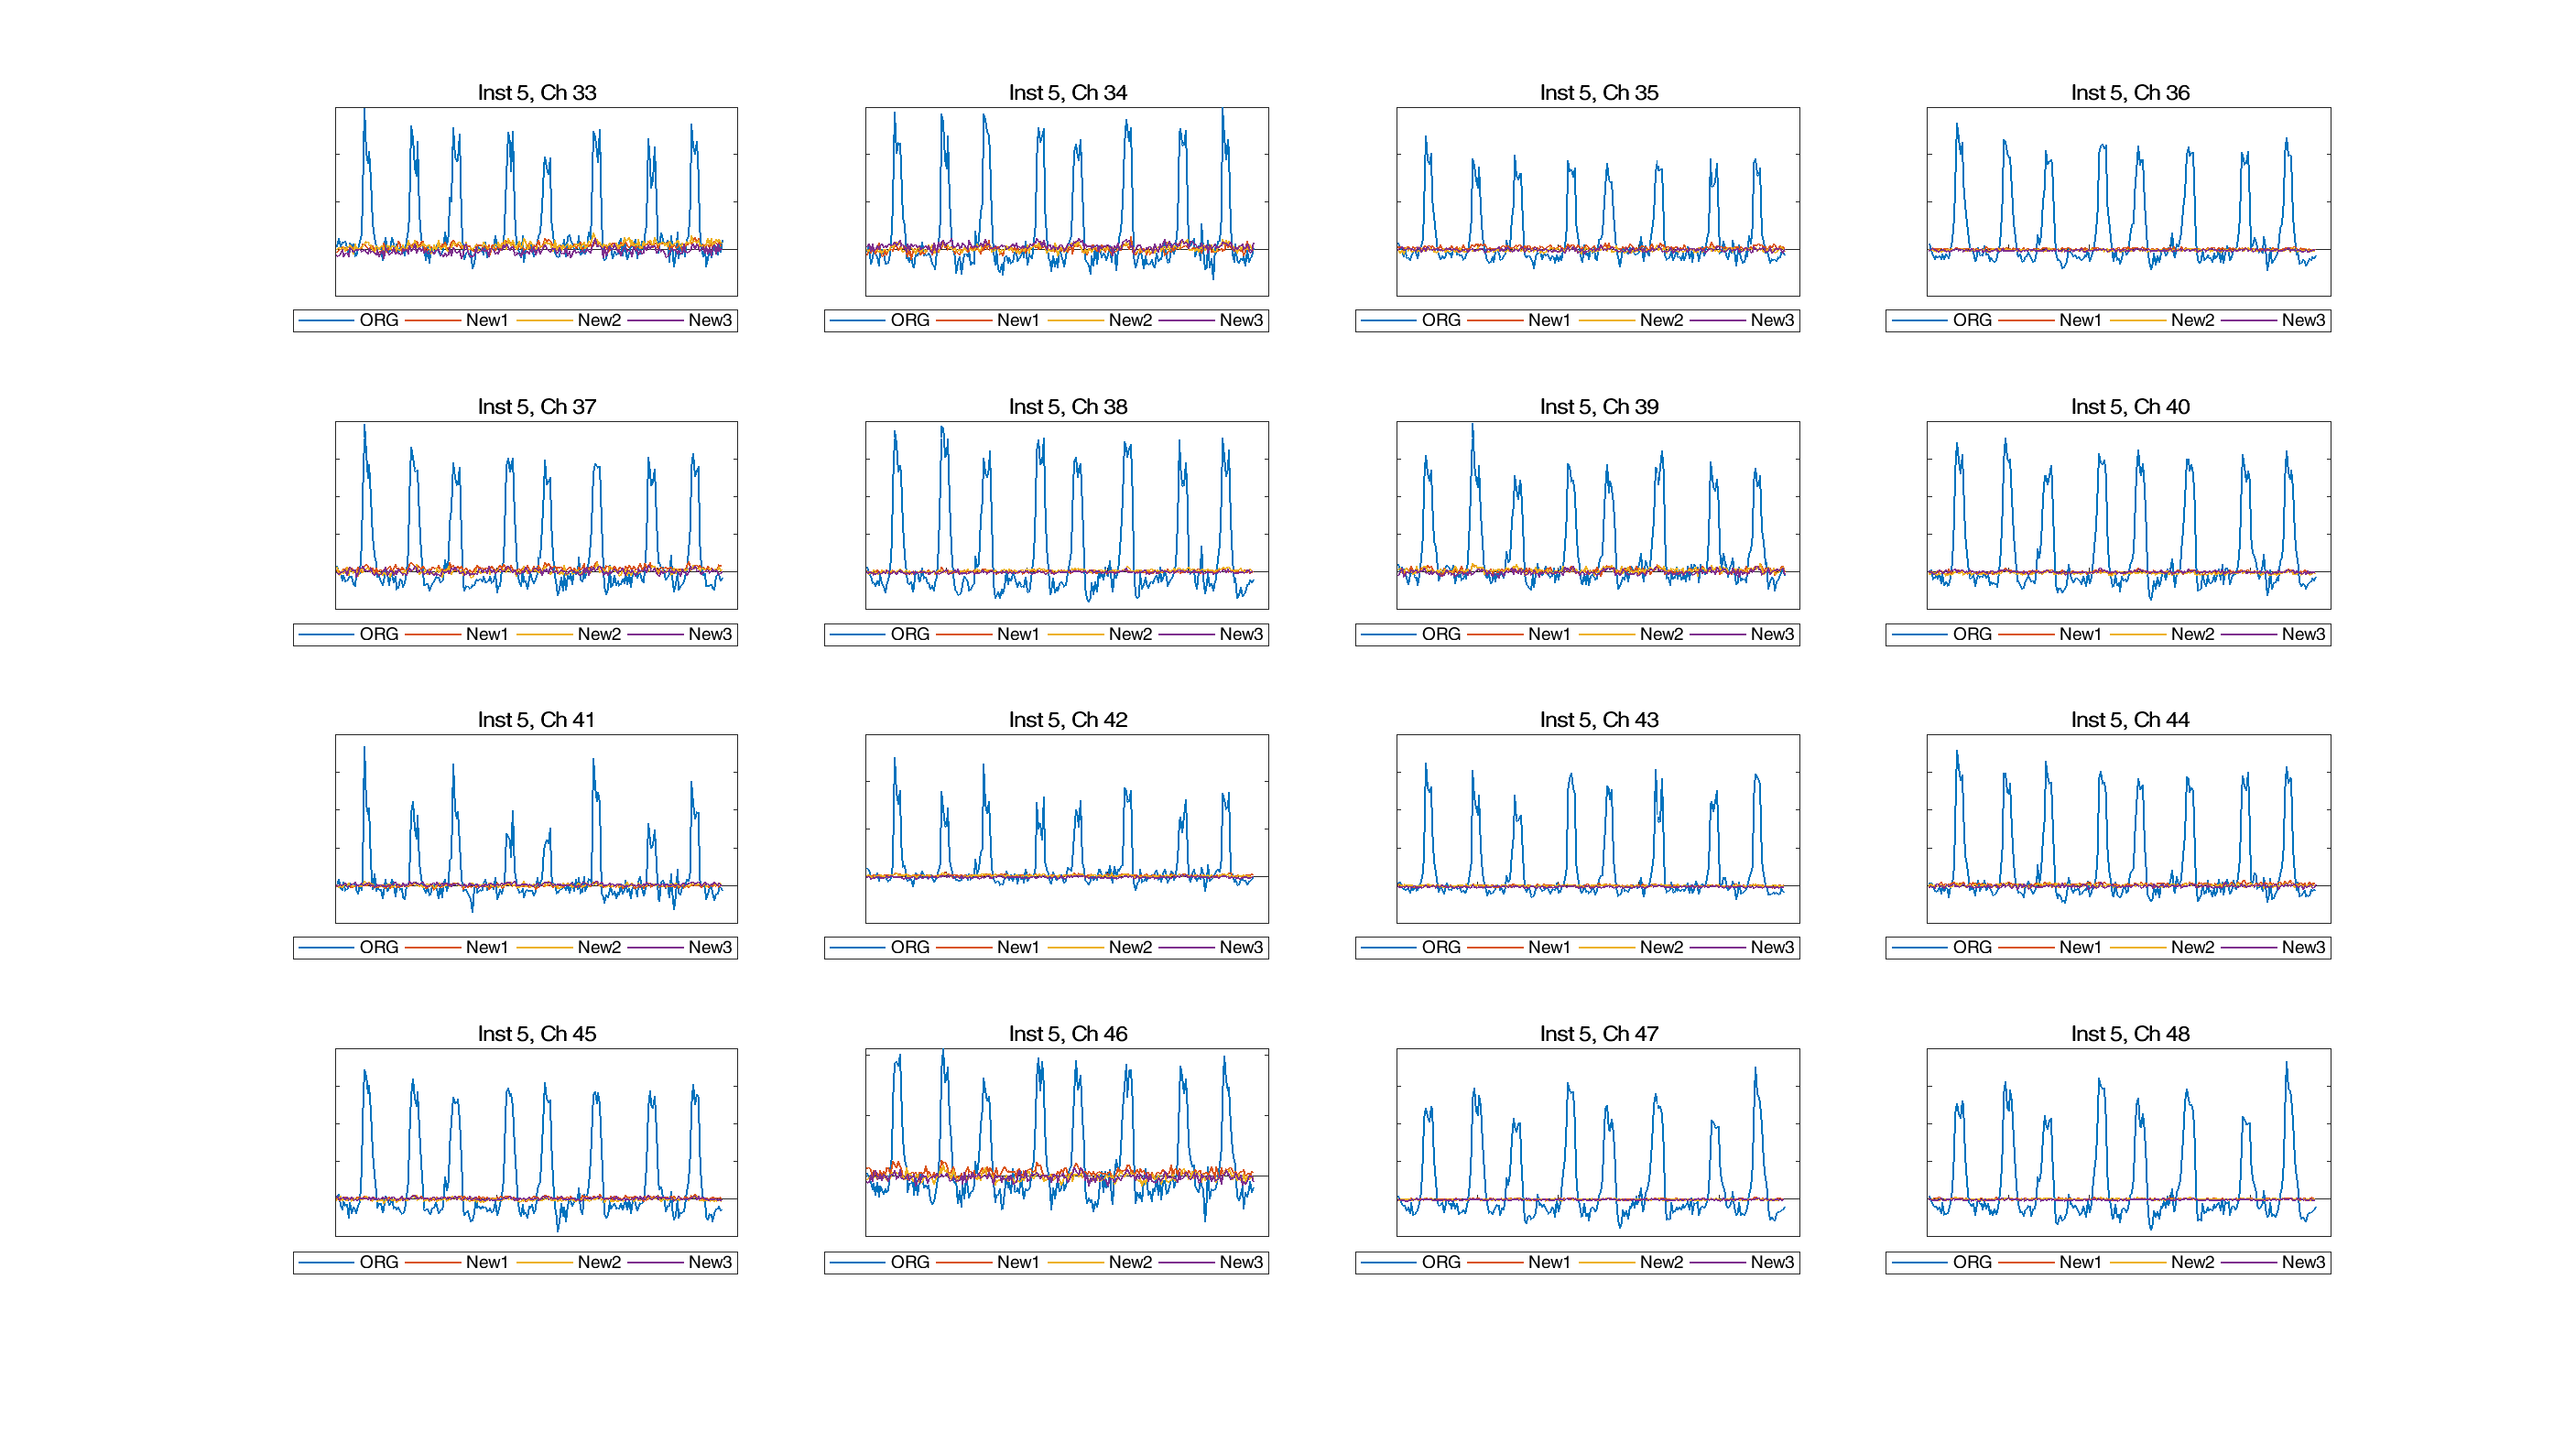 Inst 5, Ch 33
ORG New1 New2 New3
Inst 5, Ch 34
ORG New1 New2 New3
Inst 5, Ch 35
ORG New1 New2 New3
Inst 5, Ch 36
ORG New1 New2 New3
Inst 5, Ch 37
ORG New1 New2 New3
Inst 5, Ch 38
ORG New1 New2 New3
Inst 5, Ch 39
ORG New1 New2 New3
Inst 5, Ch 40
ORG New1 New2 New3
Inst 5, Ch 41
ORG New1 New2 New3
Inst 5, Ch 42
ORG New1 New2 New3
Inst 5, Ch 43
ORG New1 New2 New3
Inst 5, Ch 44
ORG New1 New2 New3
Inst 5, Ch 45
ORG New1 New2 New3
Inst 5, Ch 46
ORG New1 New2 New3
Inst 5, Ch 47
ORG New1 New2 New3
Inst 5, Ch 48
ORG New1 New2 New3